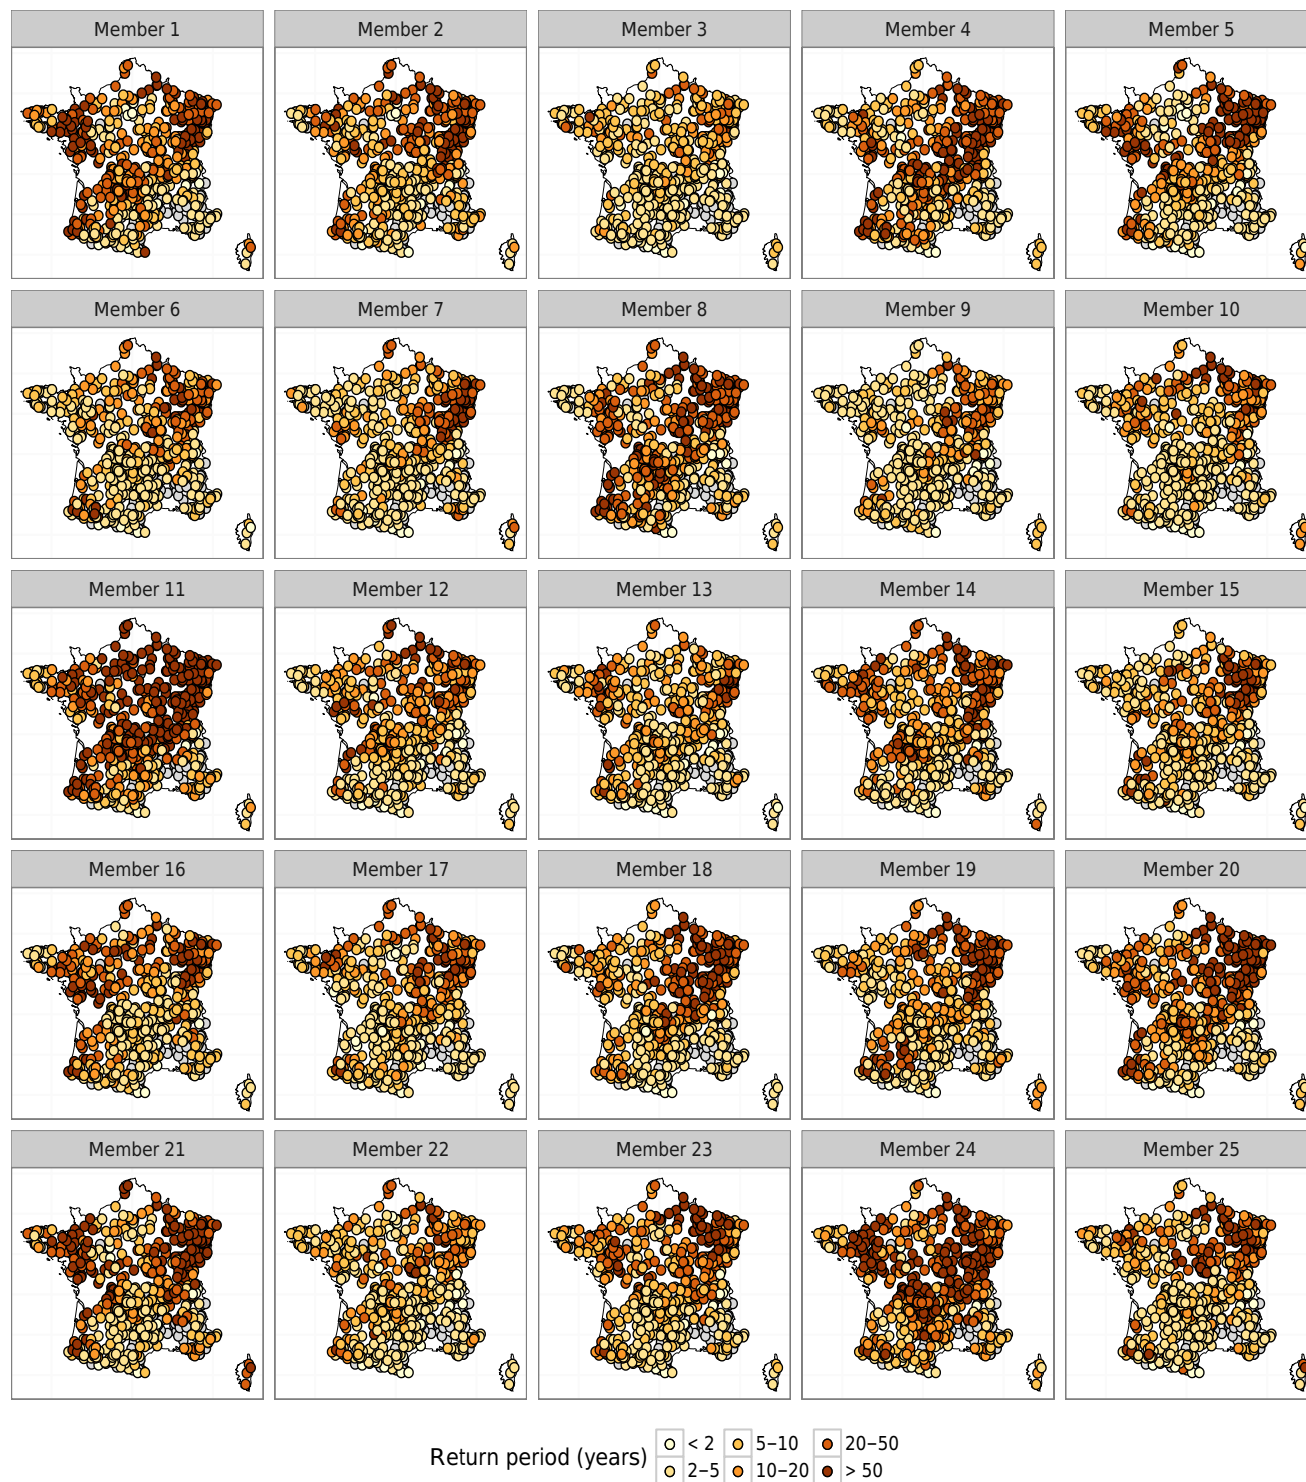 Member 1 Member 2 Member 3 Member 4 Member 5
Member 6 Member 7 Member 8 Member 9 Member 10
Member 11 Member 12 Member 13 Member 14 Member 15
Member 16 Member 17 Member 18 Member 19 Member 20
Member 21 Member 22 Member 23 Member 24 Member 25
Return period (years)
< 2 5–10 20–50
2–5 10–20 > 50